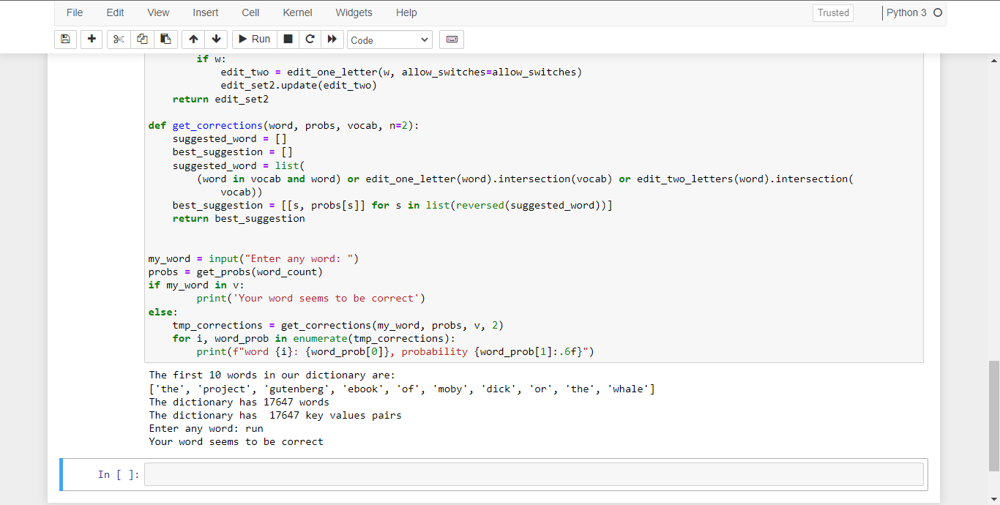 File Edit View Insert Cell Kernel Widgets Help Trusted Python 3
Run Code
        if w:
            edit_two = edit_one_letter(w, allow_switches=allow_switches)
            edit_set2.update(edit_two)
    return edit_set2

def get_corrections(word, probs, vocab, n=2):
    suggested_word = []
    best_suggestion = []
    suggested_word = list(
        (word in vocab and word) or edit_one_letter(word).intersection(vocab) or edit_two_letters(word).intersection(
            vocab))
    best_suggestion = [[s, probs[s]] for s in list(reversed(suggested_word))]
    return best_suggestion


my_word = input("Enter any word: ")
probs = get_probs(word_count)
if my_word in v:
        print('Your word seems to be correct')
else:
    tmp_corrections = get_corrections(my_word, probs, v, 2)
    for i, word_prob in enumerate(tmp_corrections):
        print(f"word {i}: {word_prob[0]}, probability {word_prob[1]:.6f}")
The first 10 words in our dictionary are:
['the', 'project', 'gutenberg', 'ebook', 'of', 'moby', 'dick', 'or', 'the', 'whale']
The dictionary has 17647 words
The dictionary has  17647 key values pairs
Enter any word: run
Your word seems to be correct
In [ ]: